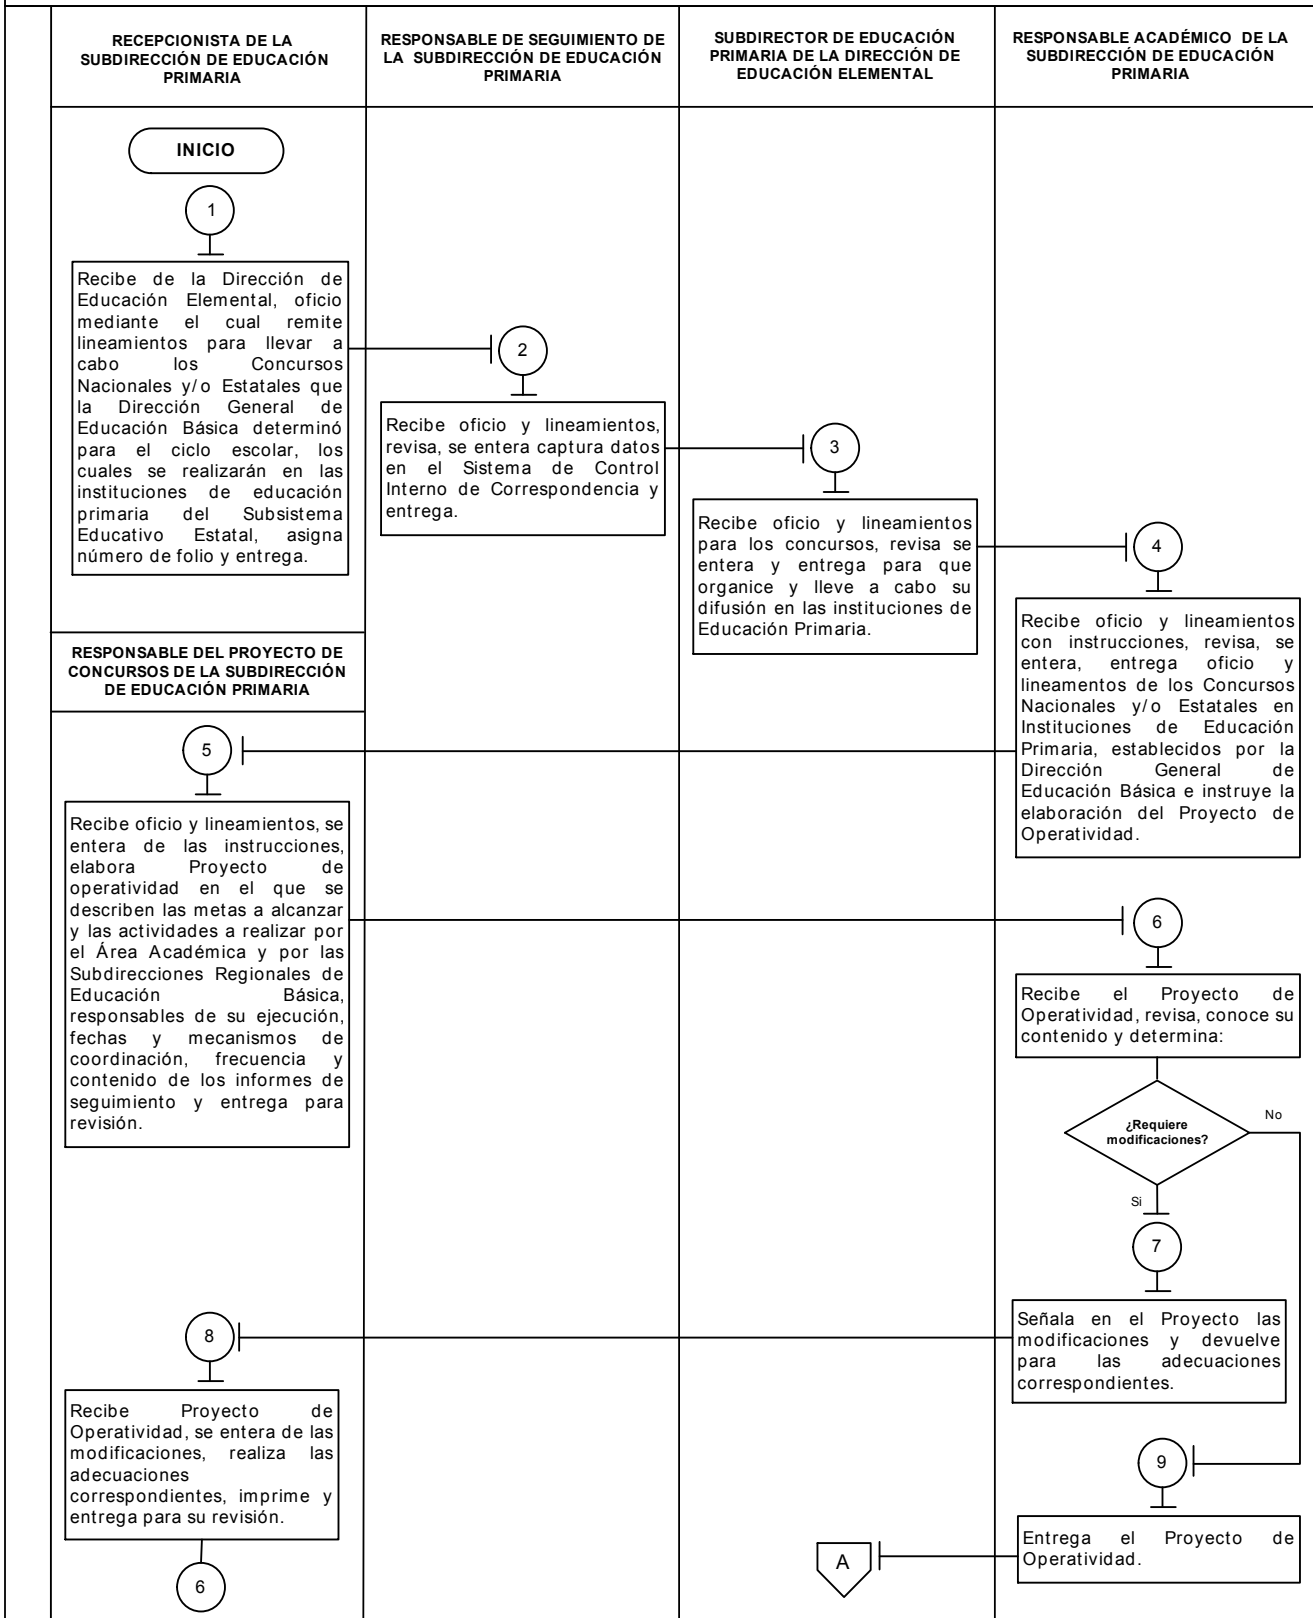 RECEPCIONISTA DE LA
SUBDIRECCIÓN DE EDUCACIÓN
PRIMARIA
RESPONSABLE DE SEGUIMIENTO DE
LA SUBDIRECCIÓN DE EDUCACIÓN
PRIMARIA
SUBDIRECTOR DE EDUCACIÓN
PRIMARIA DE LA DIRECCIÓN DE
EDUCACIÓN ELEMENTAL
RESPONSABLE ACADÉMICO DE LA
SUBDIRECCIÓN DE EDUCACIÓN
PRIMARIA
INICIO
1
Recibe de la Dirección de
Educación Elemental, oficio
mediante el cual remite
lineamientos para llevar a
cabo los Concursos
Nacionales y/o Estatales que
la Dirección General de
Educación Básica determinó
para el ciclo escolar, los
cuales se realizarán en las
instituciones de educación
primaria del Subsistema
Educativo Estatal, asigna
número de folio y entrega.
2
Recibe oficio y lineamientos,
revisa, se entera captura datos
en el Sistema de Control
Interno de Correspondencia y
entrega.
3
Recibe oficio y lineamientos
para los concursos, revisa se
entera y entrega para que
organice y lleve a cabo su
difusión en las instituciones de
Educación Primaria.
4
Recibe oficio y lineamientos
con instrucciones, revisa, se
entera, entrega oficio y
lineamentos de los Concursos
Nacionales y/o Estatales en
Instituciones de Educación
Primaria, establecidos por la
Dirección General de
Educación Básica e instruye la
elaboración del Proyecto de
Operatividad.
RESPONSABLE DEL PROYECTO DE
CONCURSOS DE LA SUBDIRECCIÓN
DE EDUCACIÓN PRIMARIA
5
Recibe oficio y lineamientos, se
entera de las instrucciones,
elabora Proyecto de
operatividad en el que se
describen las metas a alcanzar
y las actividades a realizar por
el Área Académica y por las
Subdirecciones Regionales de
Educación Básica,
responsables de su ejecución,
fechas y mecanismos de
coordinación, frecuencia y
contenido de los informes de
seguimiento y entrega para
revisión.
6
Recibe el Proyecto de
Operatividad, revisa, conoce su
contenido y determina:
¿Requiere
modificaciones?
No
Si
7
Señala en el Proyecto las
modificaciones y devuelve
para las adecuaciones
correspondientes.
8
Recibe Proyecto de
Operatividad, se entera de las
modificaciones, realiza las
adecuaciones
correspondientes, imprime y
entrega para su revisión.
6
9
Entrega el Proyecto de
Operatividad.
A